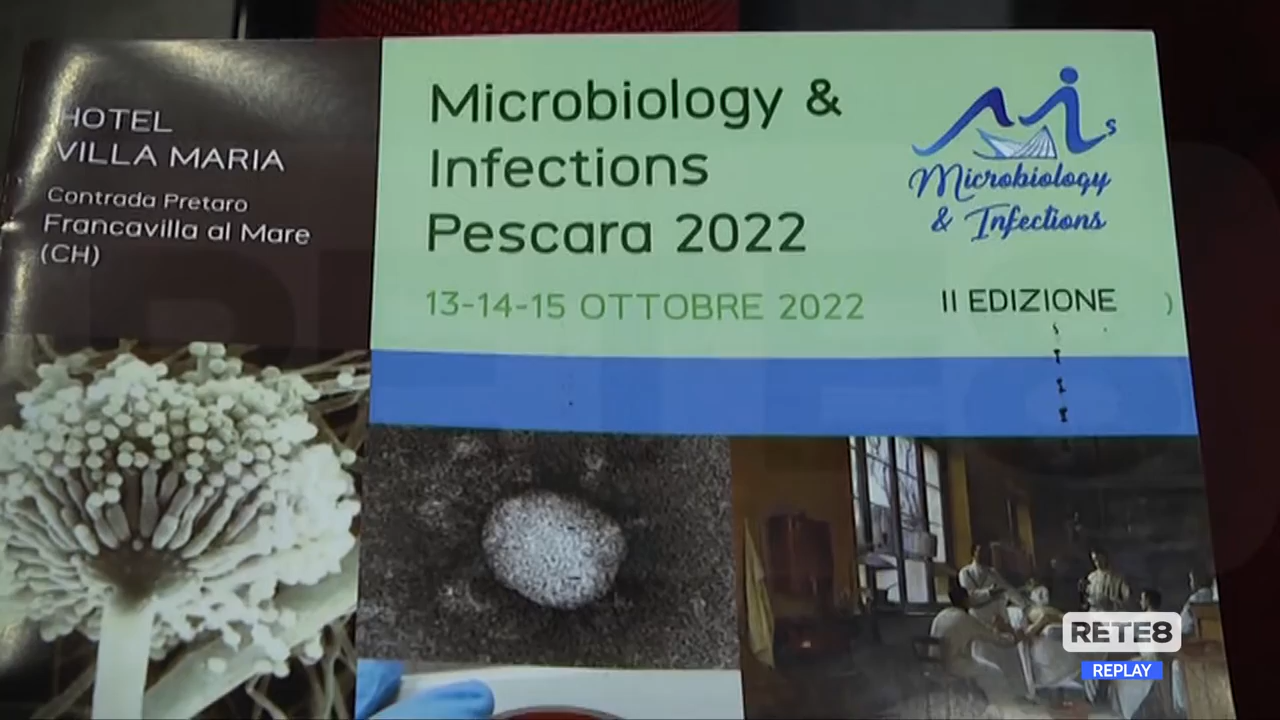 HOTEL
VILLA MARIA
Contrada Pretaro
Francavilla al Mare
(CH)
Microbiology &
Infections
Pescara 2022
13-14-15 OTTOBRE 2022
II EDIZIONE
Mis
Microbiology
& Infections
RETE8
REPLAY